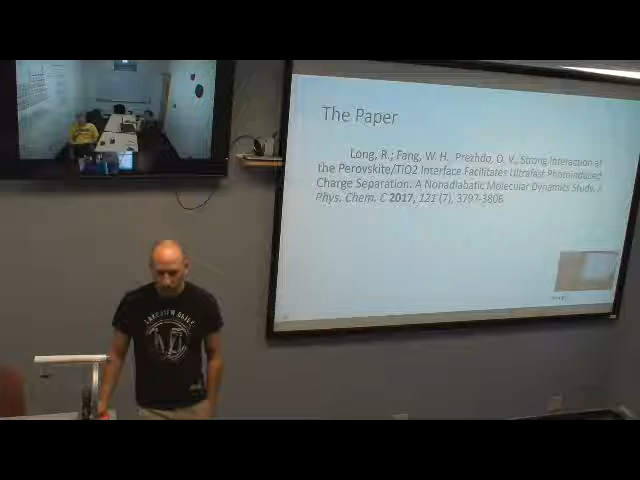 The Paper
Long, R.; Fang, W. H. Prezhdo, O. V., Strong Interaction at
the Perovskite/TiO2 Interface Facilitates Ultrafast Photoinduced
Charge Separation. A Nonadiabatic Molecular Dynamics Study. J
Phys. Chem. C 2017, 121 (7), 3797-3806
LAKEVIEW